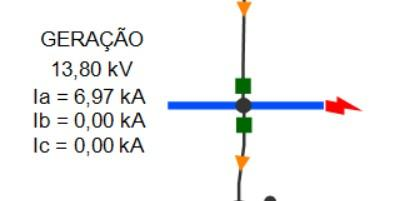 GERAÇÃO
13,80 kV
Ia = 6,97 kA
Ib = 0,00 kA
Ic = 0,00 kA